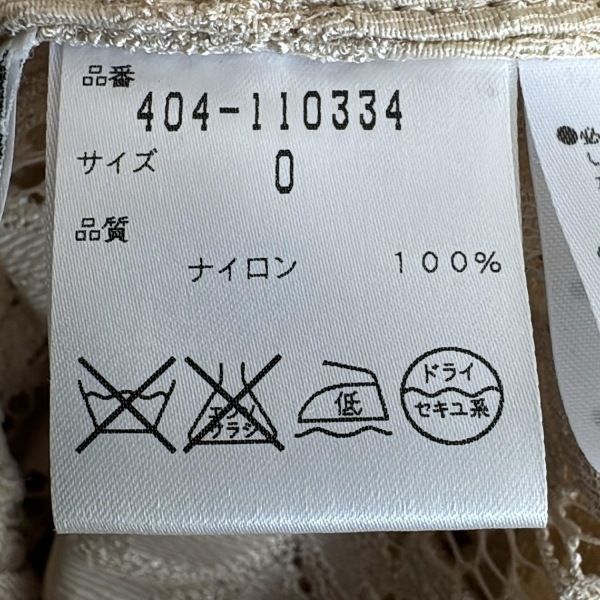 品番
404-110334
サイズ
0
品質
ナイロン 100%
エンソ
サラシ
低
ドライ
セキユ系
必